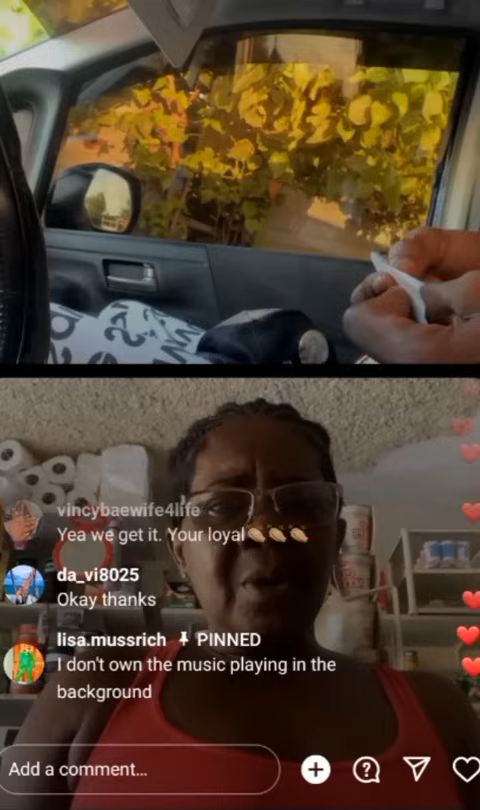 vincybaewife4life
Yea we get it. Your loyal👏🏼👏🏼👏🏼
da_vi8025
Okay thanks
lisa.mussrich 📌 PINNED
I don't own the music playing in the
background
Add a comment...